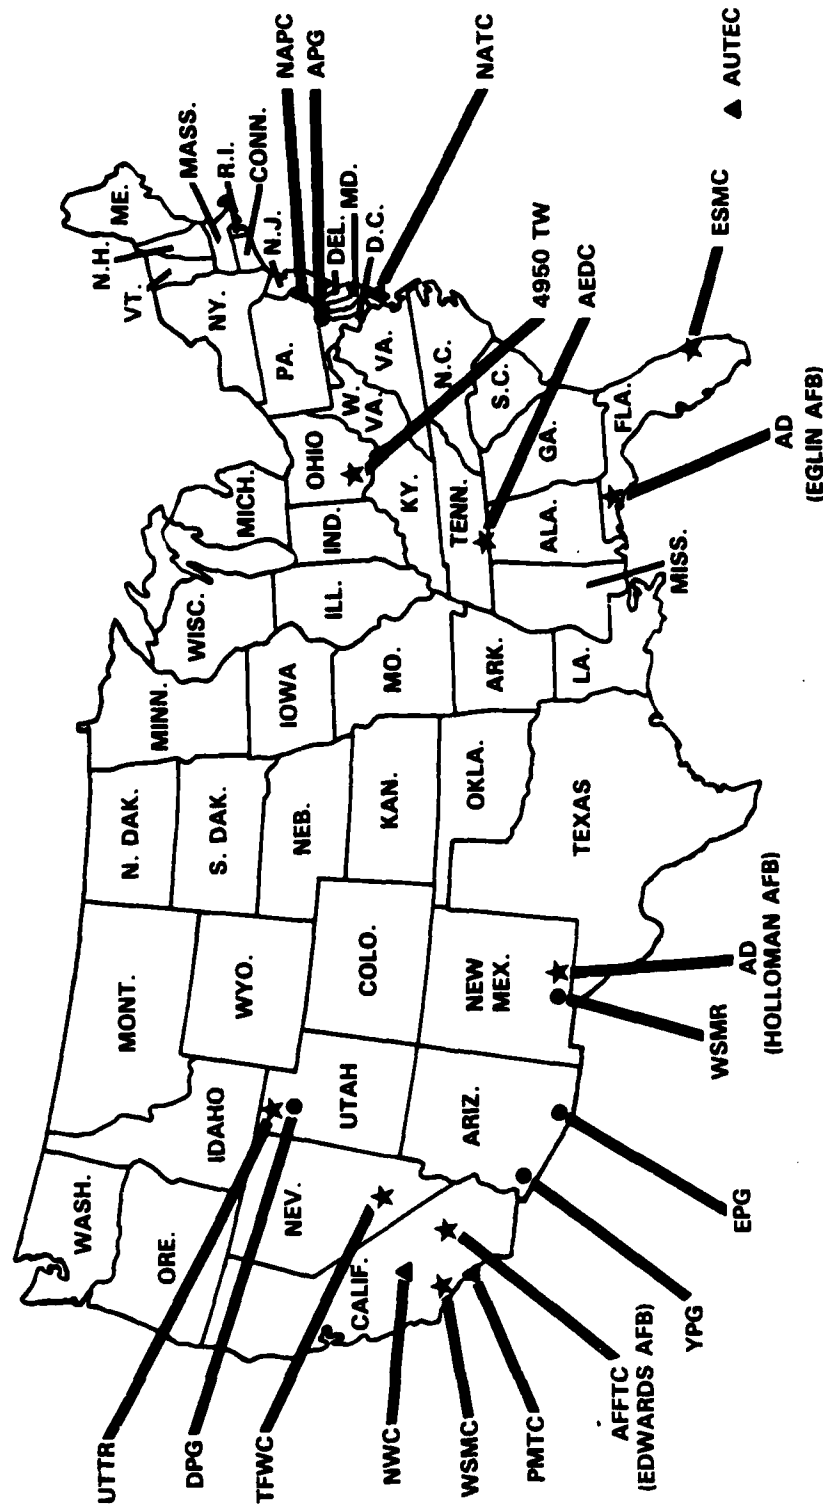 WASH.
ORE.
IDAHO
MONT.
WYO.
N. DAK.
S. DAK.
NEB.
MINN.
WISC.
IOWA
MICH.
ILL.
IND.
OHIO
PA.
NY.
VT.
N.H.
ME.
MASS.
R.I.
CONN.
N.J.
DEL.
MD.
D.C.
NEV.
CALIF.
UTAH
COLO.
KAN.
MO.
KY.
W.
VA.
VA.
ARIZ.
NEW
MEX.
OKLA.
TEXAS
ARK.
LA.
TENN.
MISS.
ALA.
GA.
N.C.
S.C.
FLA.
UTTR
DPG
TFWC
NWC
WSMC
PMTC
AFFTC
(EDWARDS AFB)
YPG
EPG
WSMR
AD
(HOLLOMAN AFB)
AD
(EGLIN AFB)
ESMC
AEDC
4950 TW
NATC
APG
NAPC
AUTEC